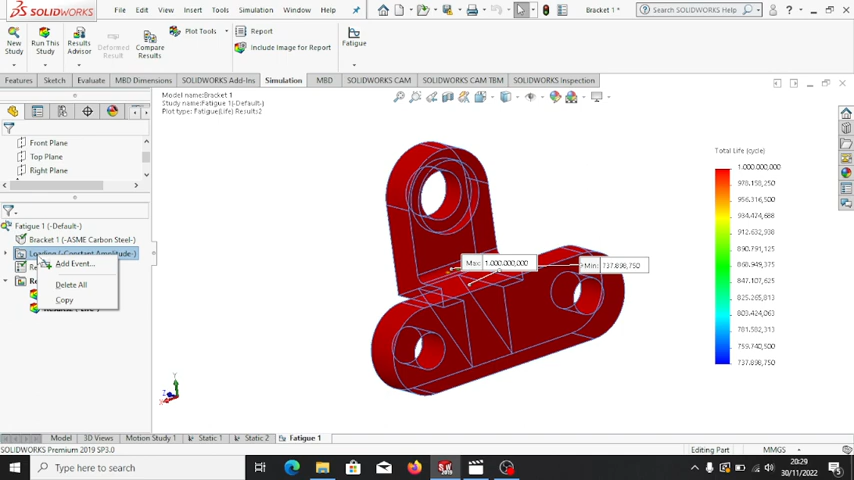 SOLIDWORKS File Edit View Insert Tools Simulation Window Bracket 1 * Search SOLIDWORKS Help
New Study
Run This Study
Results Advisor
Deformed Result
Compare Results
Plot Tools
Report
Include Image for Report
Fatigue
Features Sketch Evaluate MBD Dimensions SOLIDWORKS Add-Ins Simulation MBD SOLIDWORKS CAM SOLIDWORKS CAM TBM SOLIDWORKS Inspection
Model name:Bracket 1
Study name:Fatigue 1(-Default-)
Plot type: Fatigue(Life) Results2
Front Plane
Top Plane
Right Plane
Fatigue 1 (-Default-)
Bracket 1 (-ASME Carbon Steel-)
Loading (-Constant Amplitude-)
Add Event...
Delete All
Copy
Max: 1.000.000,000
Min: 737.898,750
Total Life (cycle)
1.000.000,000
978.158,250
956.316,500
934.474,688
912.632,938
890.791,125
868.949,375
847.107,625
825.265,813
803.424,063
781.582,313
759.740,500
737.898,750
Y
Z
X
Model 3D Views Motion Study 1 Static 1 Static 2 Fatigue 1
SOLIDWORKS Premium 2019 SP3.0 Editing Part MMGS
Type here to search
20:29
30/11/2022